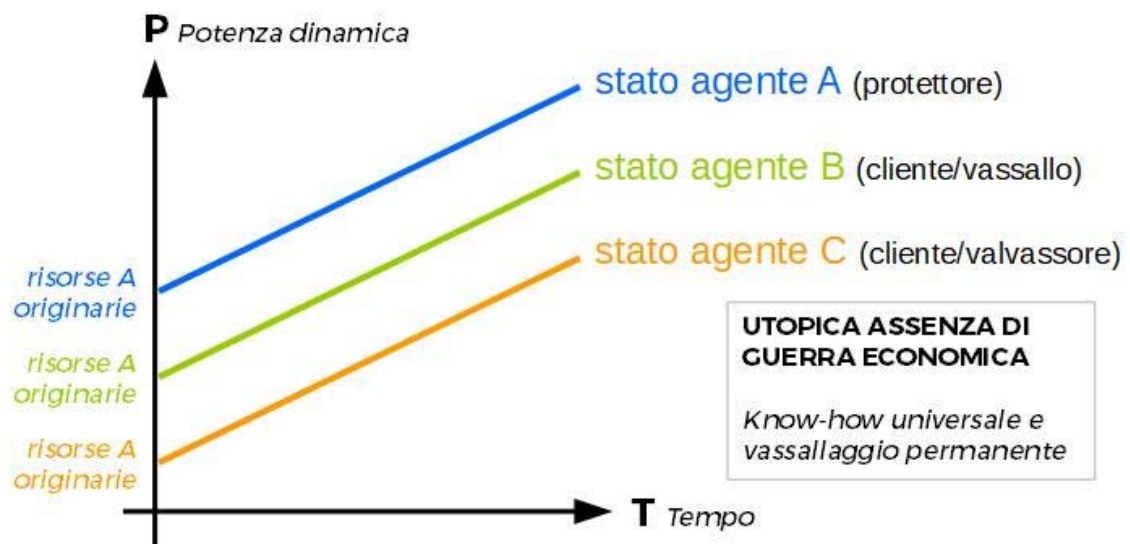 P Potenza dinamica
stato agente A (protettore)
stato agente B (cliente/vassallo)
stato agente C (cliente/valvassore)
risorse A
originarie
risorse A
originarie
risorse A
originarie
UTOPICA ASSENZA DI
GUERRA ECONOMICA
Know-how universale e
vassallaggio permanente
T Tempo